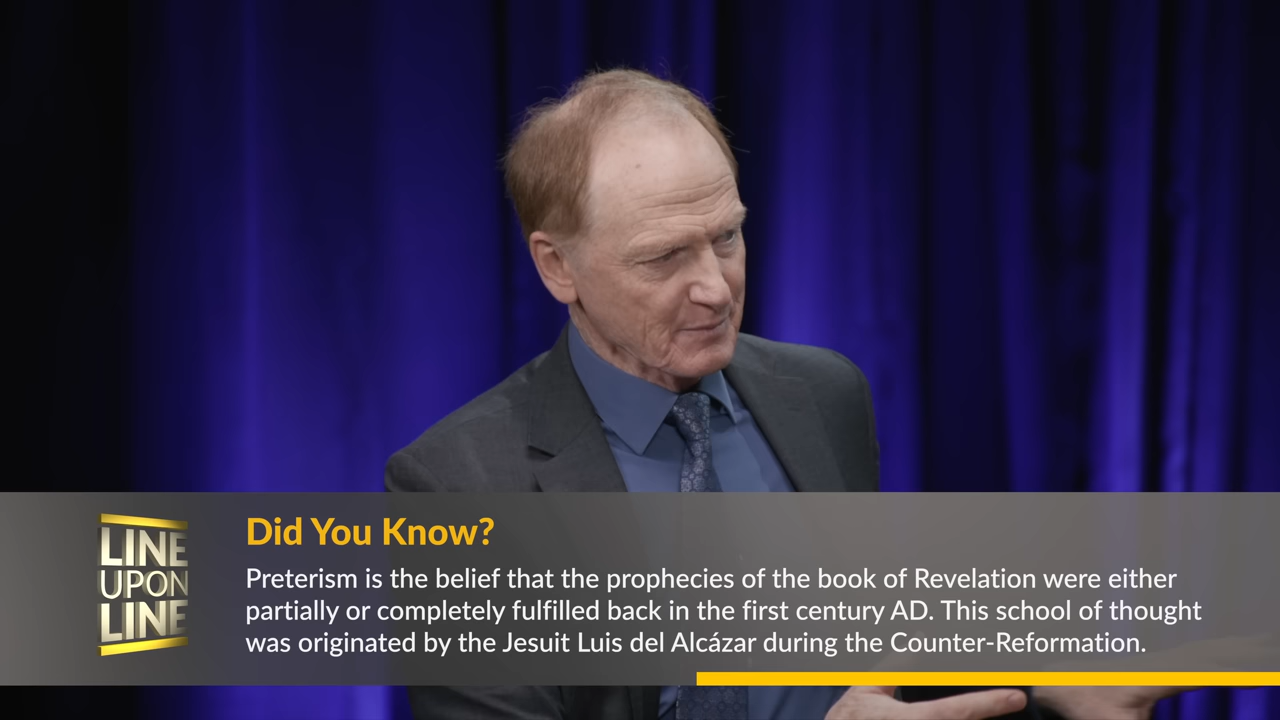 LINE
UPON
LINE
Did You Know?
Preterism is the belief that the prophecies of the book of Revelation were either
partially or completely fulfilled back in the first century AD. This school of thought
was originated by the Jesuit Luis del Alcázar during the Counter-Reformation.